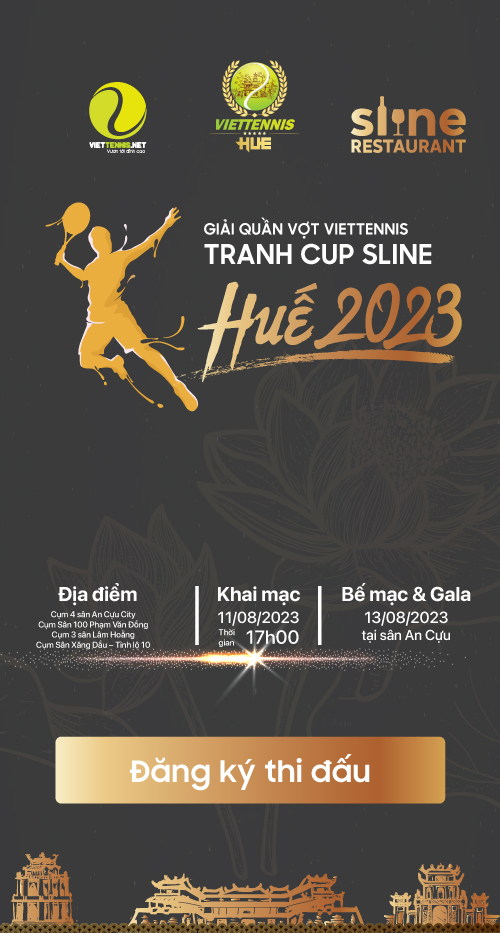 VIETTENNIS.NET
Vươn tới đỉnh cao
VIETTENNIS
HUE
sline
RESTAURANT
GIẢI QUẦN VỢT VIETTENNIS
TRANH CUP SLINE
Huế 2023
Địa điểm
Cụm 4 sân An Cựu City
Cụm Sân 100 Phạm Văn Đồng
Cụm 3 sân Lâm Hoằng
Cụm Sân Xăng Dầu – Tỉnh lộ 10
Khai mạc
11/08/2023
Thời gian 17h00
Bế mạc & Gala
13/08/2023
tại sân An Cựu
Đăng ký thi đấu